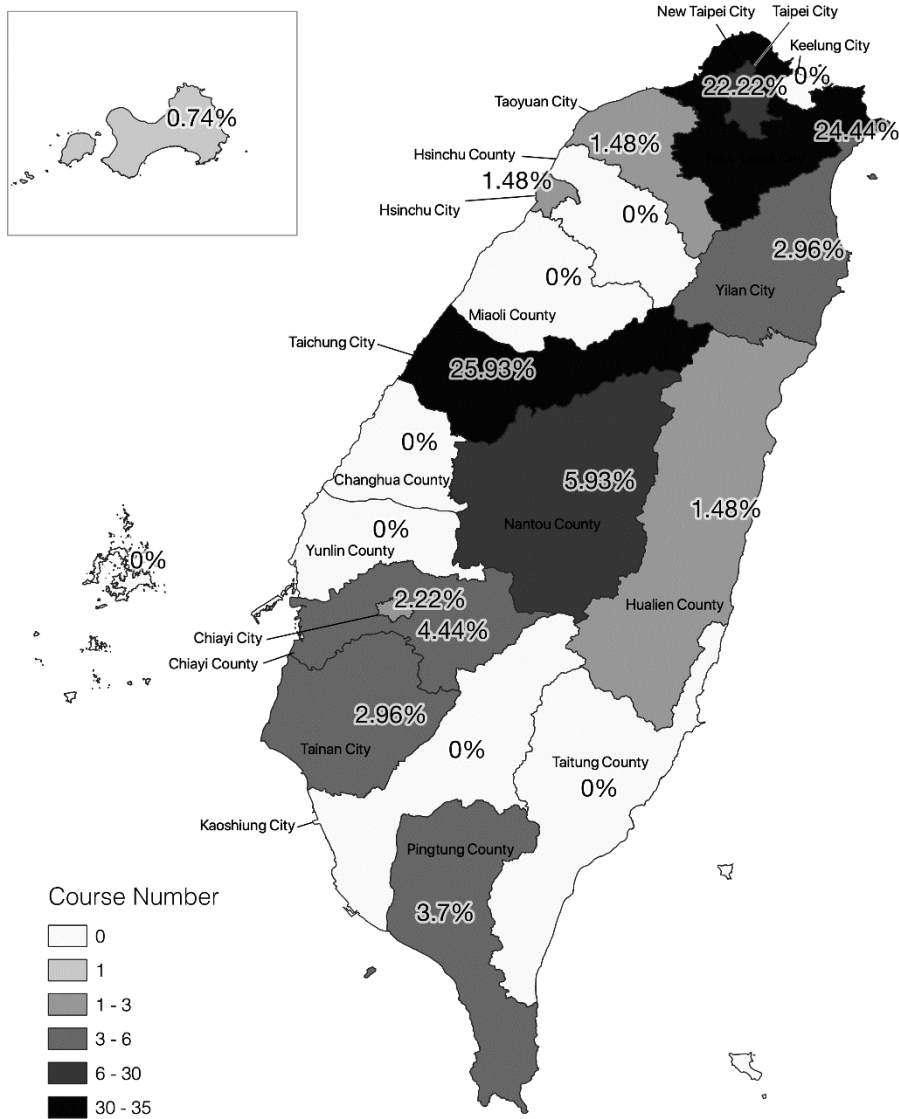 New Taipei City
Taipei City
Keelung City
0%
22.22%
Taoyuan City
0.74%
1.48%
24.44%
New Taipei City
Hsinchu County
1.48%
Hsinchu City
0%
2.96%
0%
Yilan City
Miaoli County
Taichung City
25.93%
0%
Changhua County
5.93%
1.48%
Nantou County
0%
Yunlin County
0%
2.22%
Hualien County
Chiayi City
4.44%
Chiayi County
2.96%
Tainan City
0%
Taitung County
0%
Kaoshiung City
Pingtung County
3.7%
Course Number
0
1
1 - 3
3 - 6
6 - 30
30 - 35